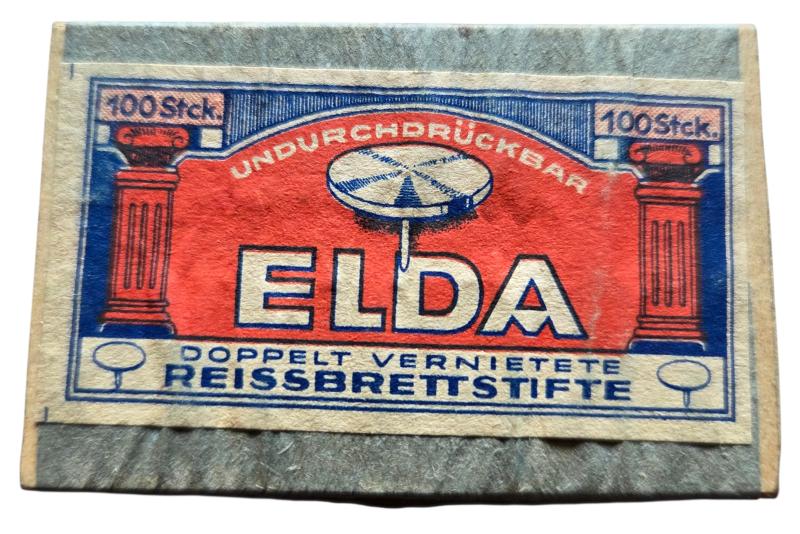 100 Stck.
100 Stck.
UNDURCHDRÜCKBAR
ELDA
DOPPELT VERNIETETE
REISSBRETTSTIFTE